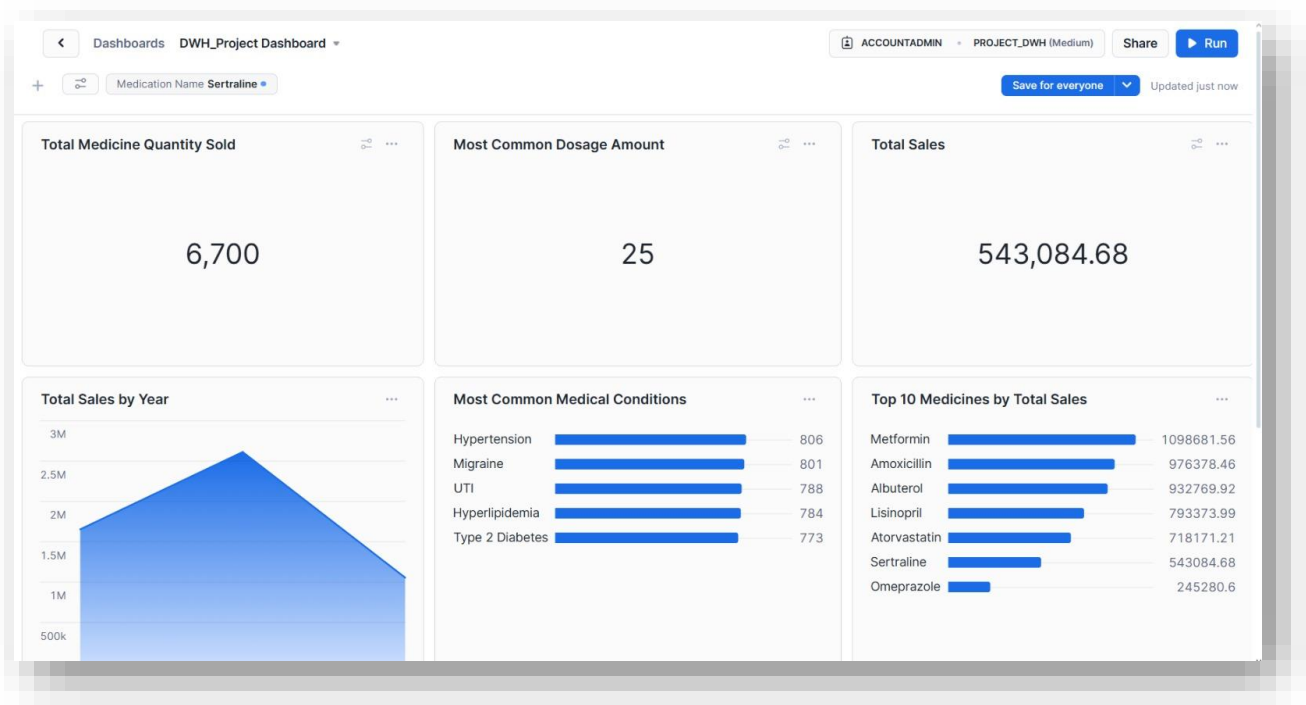 Dashboards DWH_Project Dashboard
ACCOUNTADMIN • PROJECT_DWH (Medium) Share Run
Medication Name Sertraline
Save for everyone Updated just now
Total Medicine Quantity Sold
6,700
Most Common Dosage Amount
25
Total Sales
543,084.68
Total Sales by Year
3M
2.5M
2M
1.5M
1M
500k
Most Common Medical Conditions
Hypertension 806
Migraine 801
UTI 788
Hyperlipidemia 784
Type 2 Diabetes 773
Top 10 Medicines by Total Sales
Metformin 1098681.56
Amoxicillin 976378.46
Albuterol 932769.92
Lisinopril 793373.99
Atorvastatin 718171.21
Sertraline 543084.68
Omeprazole 245280.6